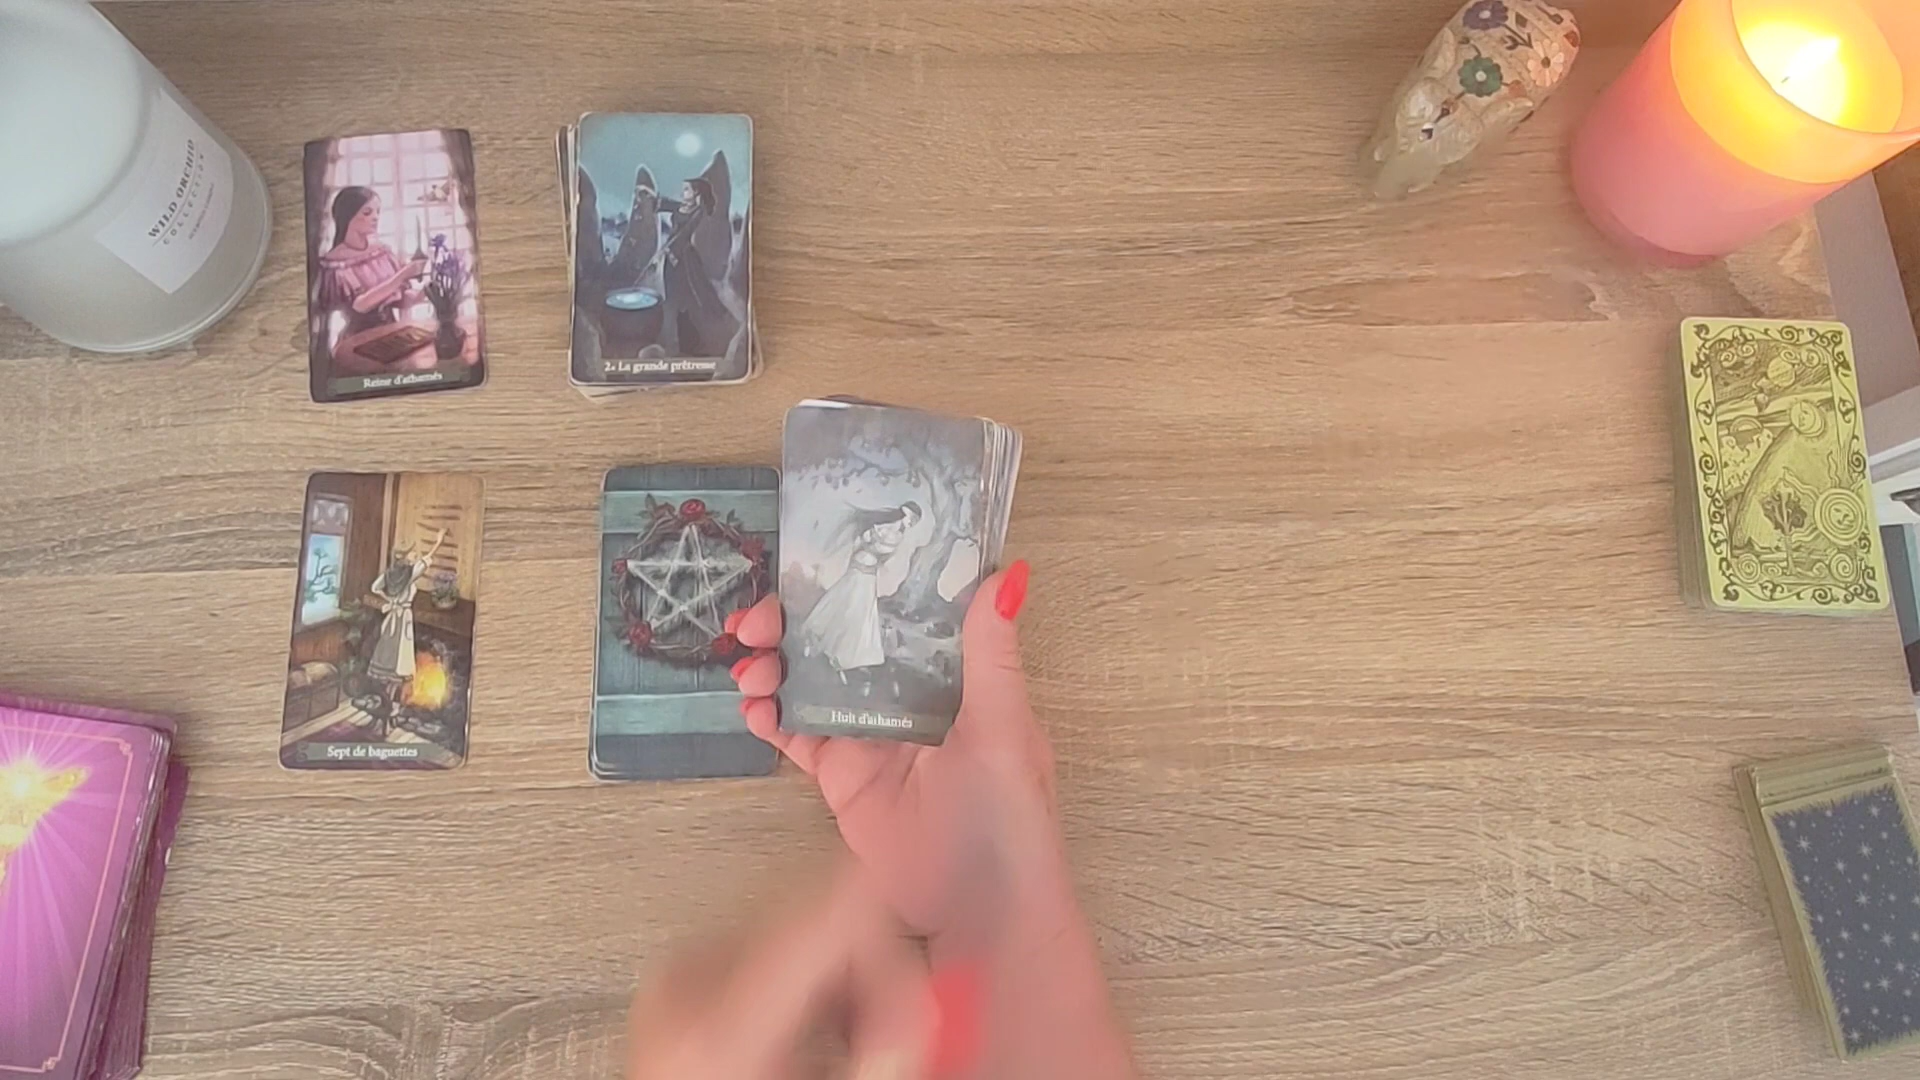 WILD ORCHID
COLLECTION
Reine d'athamés
2. La grande prêtresse
Sept de baguettes
Huit d'athamés